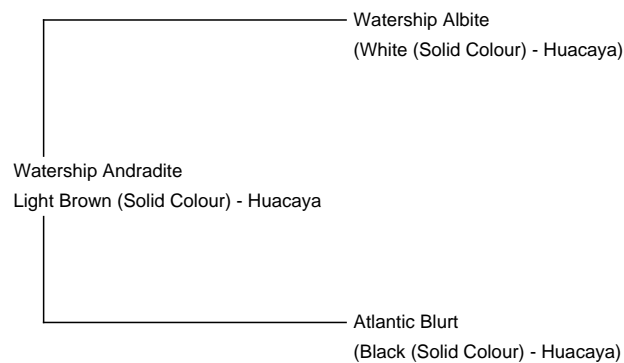 Watership Albite
(White (Solid Colour) - Huacaya)
Watership Andradite
Light Brown (Solid Colour) - Huacaya
Atlantic Blurt
(Black (Solid Colour) - Huacaya)